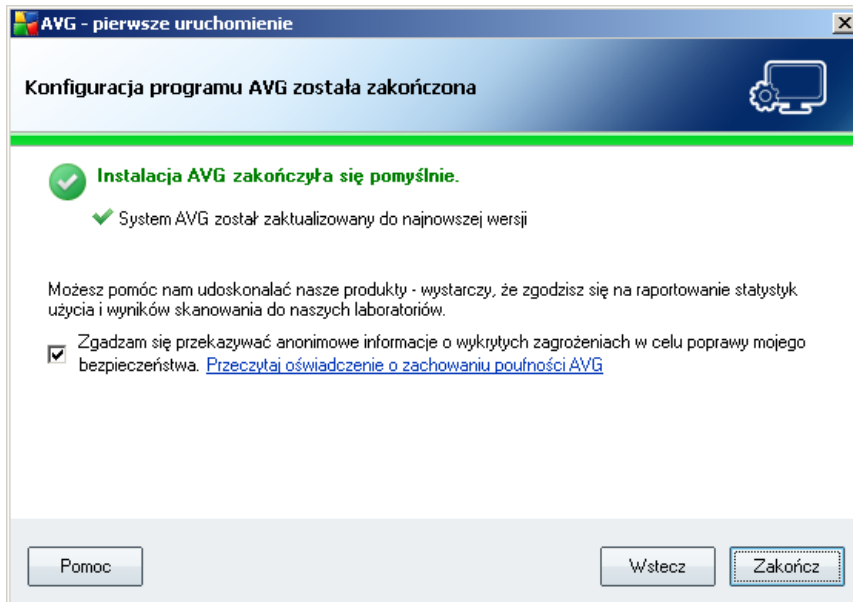 AVG - pierwsze uruchomienie
Konfiguracja programu AVG została zakończona
Instalacja AVG zakończyła się pomyślnie.
System AVG został zaktualizowany do najnowszej wersji
Możesz pomóc nam udoskonalać nasze produkty - wystarczy, że zgodzisz się na raportowanie statystyk
użycia i wyników skanowania do naszych laboratoriów.
Zgadzam się przekazywać anonimowe informacje o wykrytych zagrożeniach w celu poprawy mojego
bezpieczeństwa. Przeczytaj oświadczenie o zachowaniu poufności AVG
Pomoc
Wstecz
Zakończ